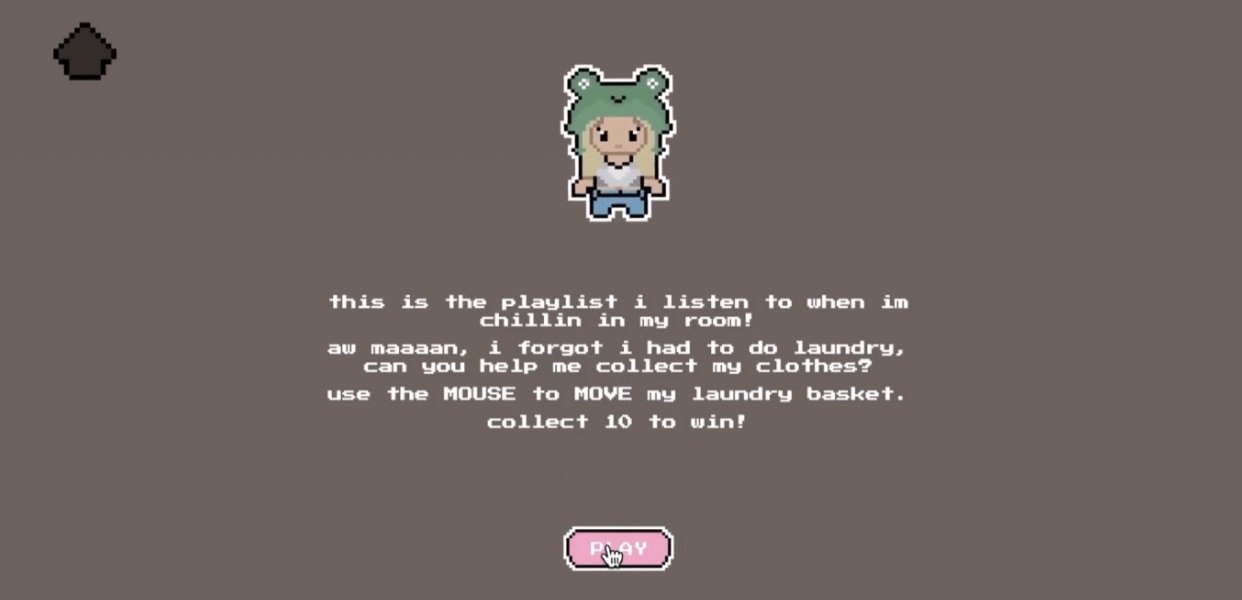 this is the playlist i listen to when im
chillin in my room!
aw maaaan, i forgot i had to do laundry,
can you help me collect my clothes?
use the MOUSE to MOVE my laundry basket.
collect 10 to win!
PLAY